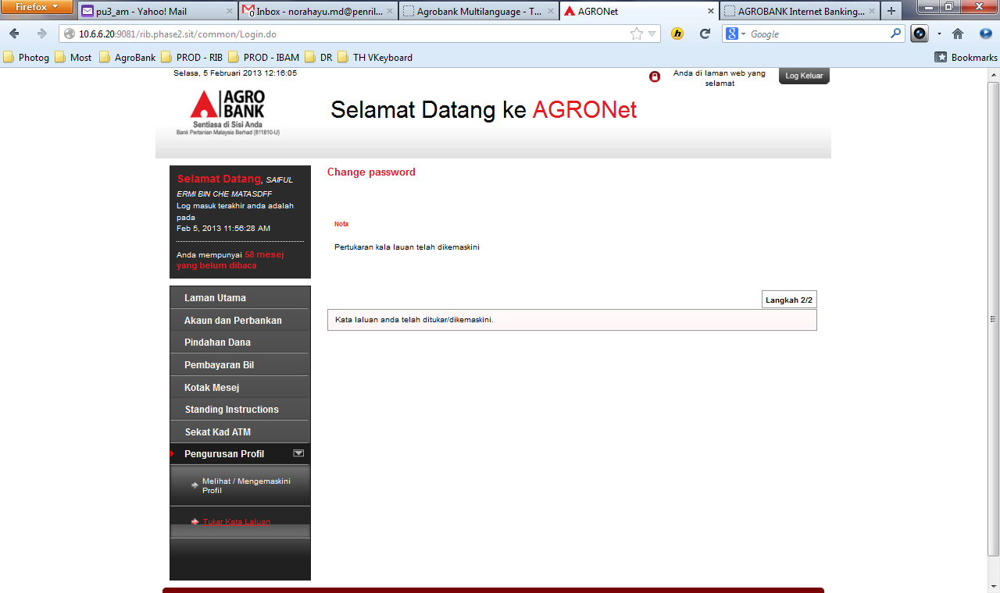 Firefox
pu3_am - Yahoo! Mail
Inbox - norahayu.md@penril...
Agrobank Multilanguage - T...
AGRONet
AGROBANK Internet Banking...
10.6.6.20:9081/rib.phase2.sit/common/Login.do
Google
Photog
Most
AgroBank
PROD - RIB
PROD - IBAM
DR
TH VKeyboard
Bookmarks
Selasa, 5 Februari 2013 12:16:05
Anda di laman web yang
selamat
Log Keluar
AGRO
BANK
Sentiasa di Sisi Anda
Bank Pertanian Malaysia Berhad (811810-U)
Selamat Datang ke AGRONet
Selamat Datang, SAIFUL
ERMI BIN CHE MATASDFF
Log masuk terakhir anda adalah
pada
Feb 5, 2013 11:56:28 AM
Anda mempunyai 58 mesej
yang belum dibaca
Change password
Nota
Pertukaran kala lauan telah dikemaskini
Langkah 2/2
Kata laluan anda telah ditukar/dikemaskini.
Laman Utama
Akaun dan Perbankan
Pindahan Dana
Pembayaran Bil
Kotak Mesej
Standing Instructions
Sekat Kad ATM
Pengurusan Profil
Melihat / Mengemaskini
Profil
Tukar Kata Laluan